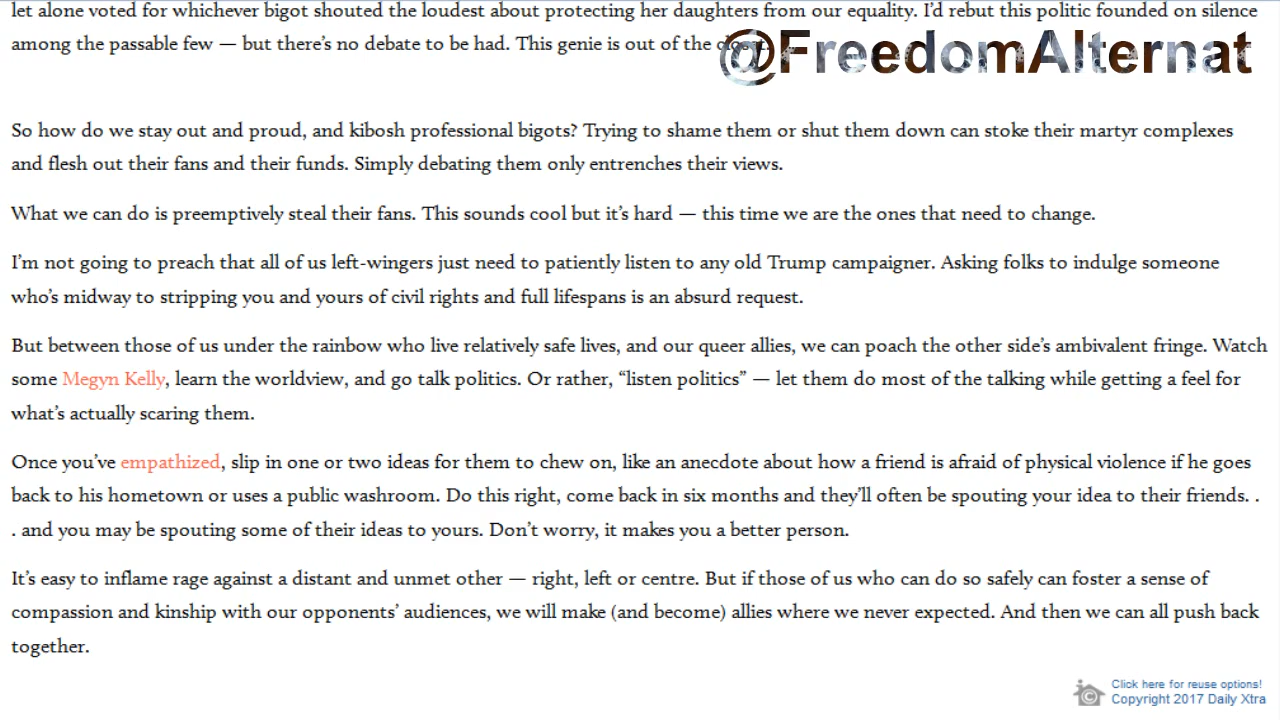 let alone voted for whichever bigot shouted the loudest about protecting her daughters from our equality. I'd rebut this politic founded on silence
among the passable few — but there's no debate to be had. This genie is out of the
@FreedomAlternat
So how do we stay out and proud, and kibosh professional bigots? Trying to shame them or shut them down can stoke their martyr complexes
and flesh out their fans and their funds. Simply debating them only entrenches their views.
What we can do is preemptively steal their fans. This sounds cool but it's hard — this time we are the ones that need to change.
I'm not going to preach that all of us left-wingers just need to patiently listen to any old Trump campaigner. Asking folks to indulge someone
who's midway to stripping you and yours of civil rights and full lifespans is an absurd request.
But between those of us under the rainbow who live relatively safe lives, and our queer allies, we can poach the other side's ambivalent fringe. Watch
some Megyn Kelly, learn the worldview, and go talk politics. Or rather, “listen politics” — let them do most of the talking while getting a feel for
what's actually scaring them.
Once you've empathized, slip in one or two ideas for them to chew on, like an anecdote about how a friend is afraid of physical violence if he goes
back to his hometown or uses a public washroom. Do this right, come back in six months and they'll often be spouting your idea to their friends. .
. and you may be spouting some of their ideas to yours. Don't worry, it makes you a better person.
It's easy to inflame rage against a distant and unmet other — right, left or centre. But if those of us who can do so safely can foster a sense of
compassion and kinship with our opponents' audiences, we will make (and become) allies where we never expected. And then we can all push back
together.
Click here for reuse options!
Copyright 2017 Daily Xtra